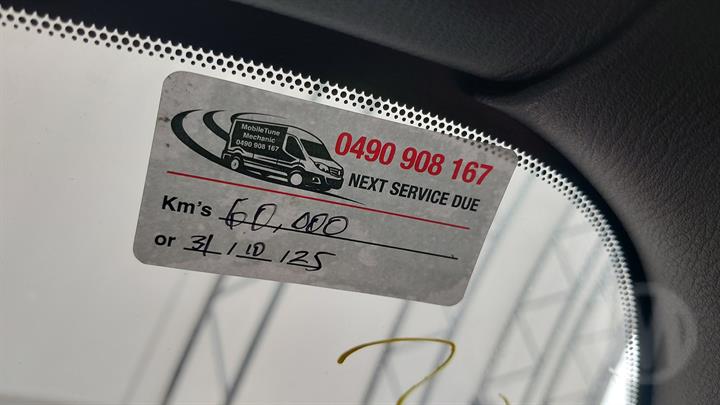 MobileTune
Mechanic
0490 908 167
0490 908 167
NEXT SERVICE DUE
Km's 60,000
or 31/10/25